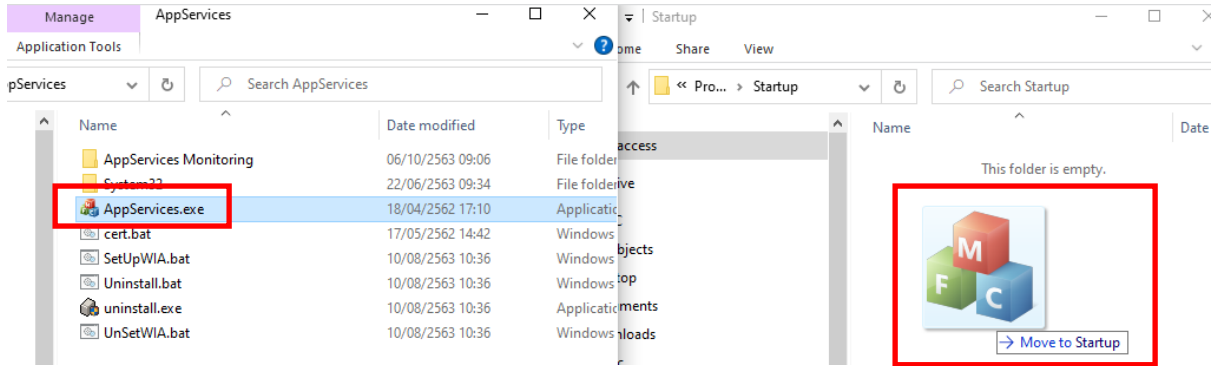 Manage AppServices
Application Tools
pServices Search AppServices
Name Date modified Type
AppServices Monitoring 06/10/2563 09:06 File folder
System32 22/06/2563 09:34 File folder
AppServices.exe 18/04/2562 17:10 Applicatic
cert.bat 17/05/2562 14:42 Windows
SetUpWIA.bat 10/08/2563 10:36 Windows
Uninstall.bat 10/08/2563 10:36 Windows
uninstall.exe 10/08/2563 10:36 Applicatic
UnSetWIA.bat 10/08/2563 10:36 Windows
Startup
ome Share View
« Pro... › Startup Search Startup
access
ive
bjects
top
ments
nloads
Name Date
This folder is empty.
M
F
C
Move to Startup